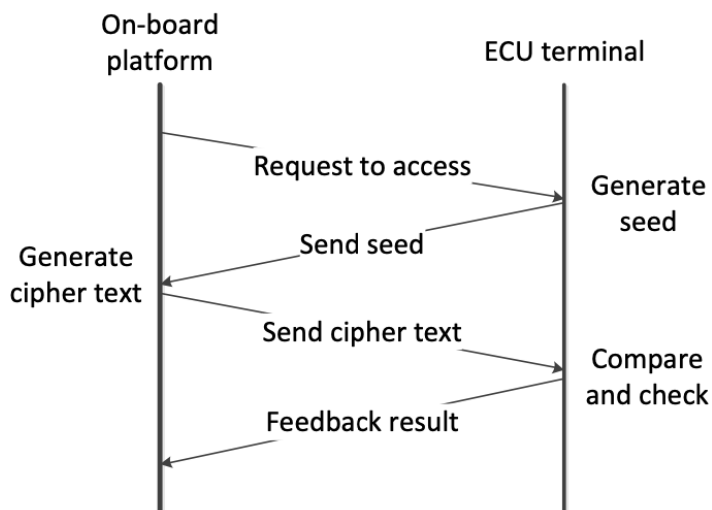 On-board
platform
ECU terminal
Request to access
Generate
seed
Send seed
Generate
cipher text
Send cipher text
Compare
and check
Feedback result